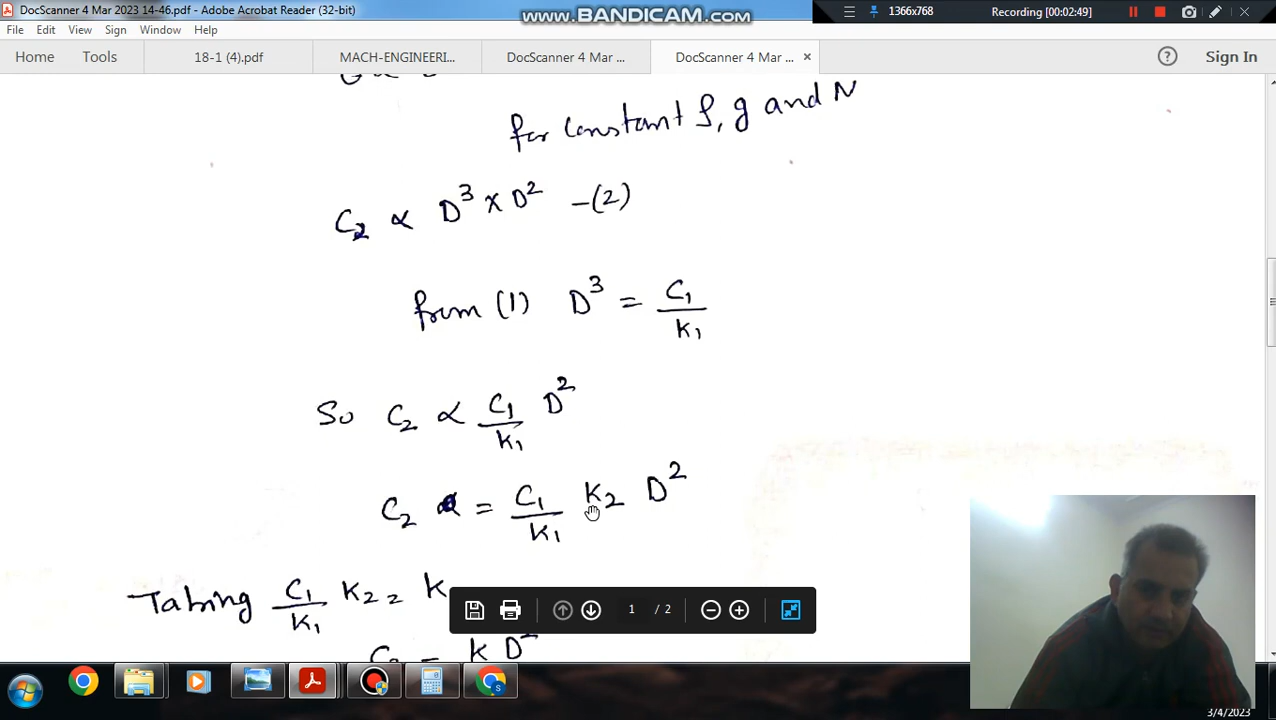 DocScanner 4 Mar 2023 14-46.pdf - Adobe Acrobat Reader (32-bit)
www.BANDICAM.com
1366x768
Recording [00:02:49]
File Edit View Sign Window Help
Home Tools 18-1 (4).pdf MACH-ENGINEERI... DocScanner 4 Mar ... DocScanner 4 Mar ... × Sign In
for constant ρ, g and N
C₂ ∝ D³ × D² -(2)
from (1) D³ = C₁/K₁
So C₂ ∝ C₁/K₁ D²
C₂ = C₁/K₁ K₂ D²
Taking C₁/K₁ K₂ = K
C₂ = K D²
1 / 2
3/4/2023